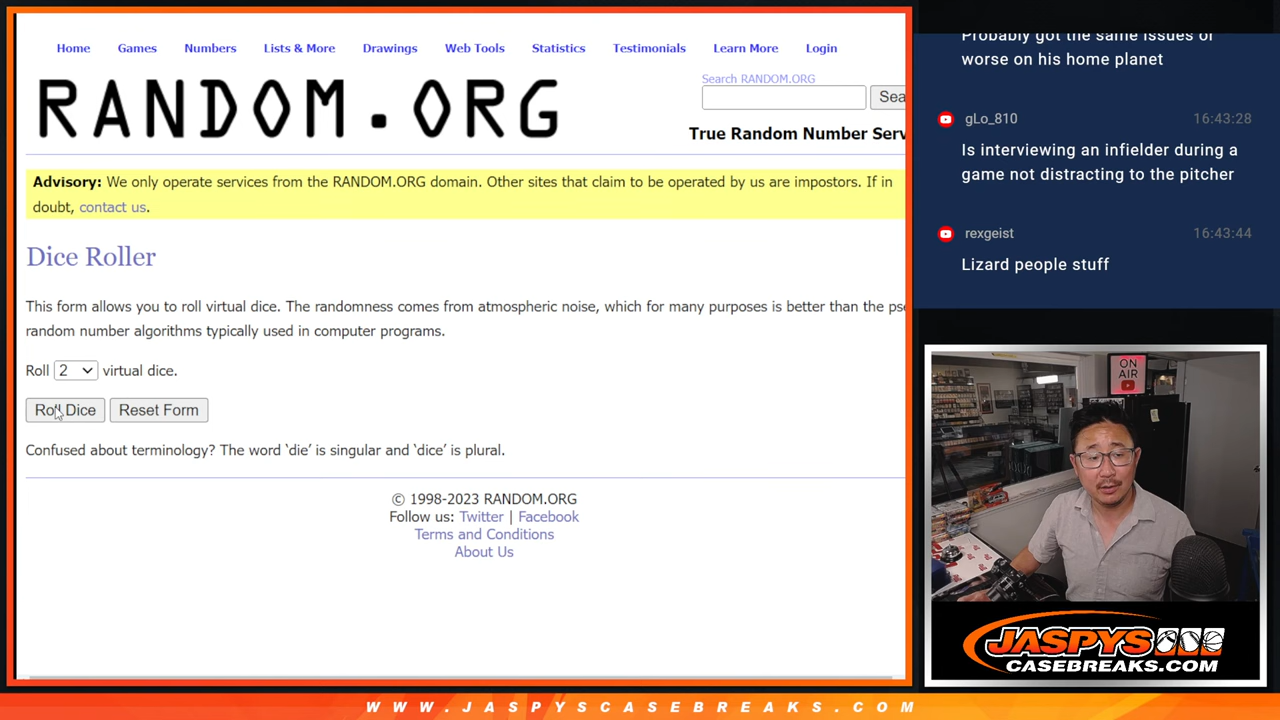 Home Games Numbers Lists & More Drawings Web Tools Statistics Testimonials Learn More Login
RANDOM.ORG
Search RANDOM.ORG
Sea
True Random Number Serv
Advisory: We only operate services from the RANDOM.ORG domain. Other sites that claim to be operated by us are impostors. If in
doubt, contact us.
Dice Roller
This form allows you to roll virtual dice. The randomness comes from atmospheric noise, which for many purposes is better than the pse
random number algorithms typically used in computer programs.
Roll 2 virtual dice.
Roll Dice Reset Form
Confused about terminology? The word ‘die’ is singular and ‘dice’ is plural.
© 1998-2023 RANDOM.ORG
Follow us: Twitter | Facebook
Terms and Conditions
About Us
Probably got the same issues or
worse on his home planet
gLo_810 16:43:28
Is interviewing an infielder during a
game not distracting to the pitcher
rexgeist 16:43:44
Lizard people stuff
ON
AIR
JASPYS
CASEBREAKS.COM
WWW.JASPYSCASEBREAKS.COM